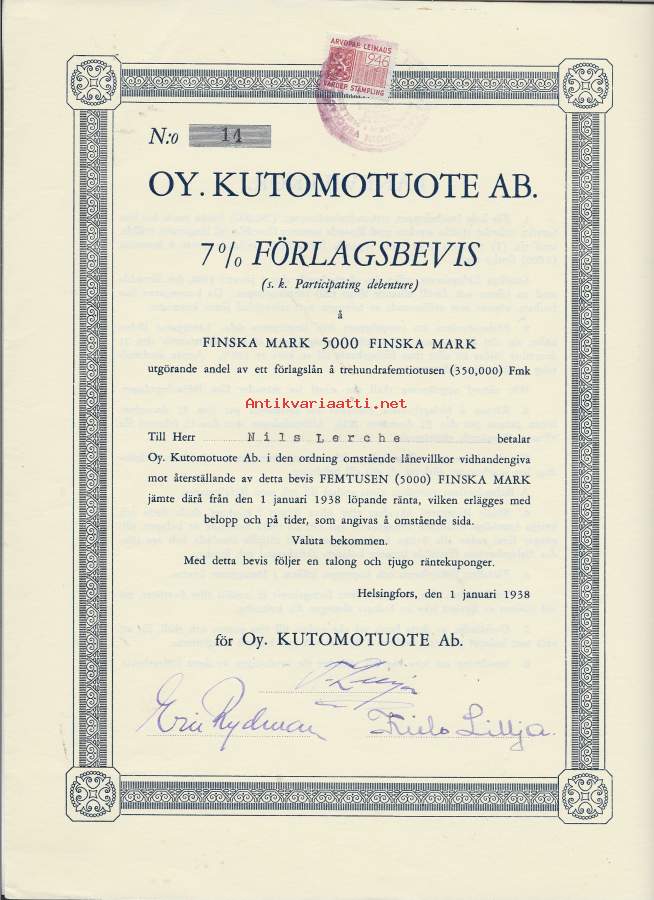 ARVOPAP. LEIMAUS
1946
VÄRDEP. STÄMPLING
N:o 14
OY. KUTOMOTUOTE AB.
7% FÖRLAGSBEVIS
(s. k. Participating debenture)
å
FINSKA MARK 5000 FINSKA MARK
utgörande andel av ett förlagslån å trehundrafemtiotusen (350,000) Fmk
Antikvariaatti.net
Till Herr Nils Lerche betalar
Oy. Kutomotuote Ab. i den ordning omstående lånevillkor vidhandengiva
mot återställande av detta bevis FEMTUSEN (5000) FINSKA MARK
jämte därå från den 1 januari 1938 löpande ränta, vilken erlägges med
belopp och på tider, som angivas å omstående sida.
Valuta bekommen.
Med detta bevis följer en talong och tjugo räntekuponger.
Helsingfors, den 1 januari 1938
för Oy. KUTOMOTUOTE Ab.
Eric Rydman Kielo Lillja